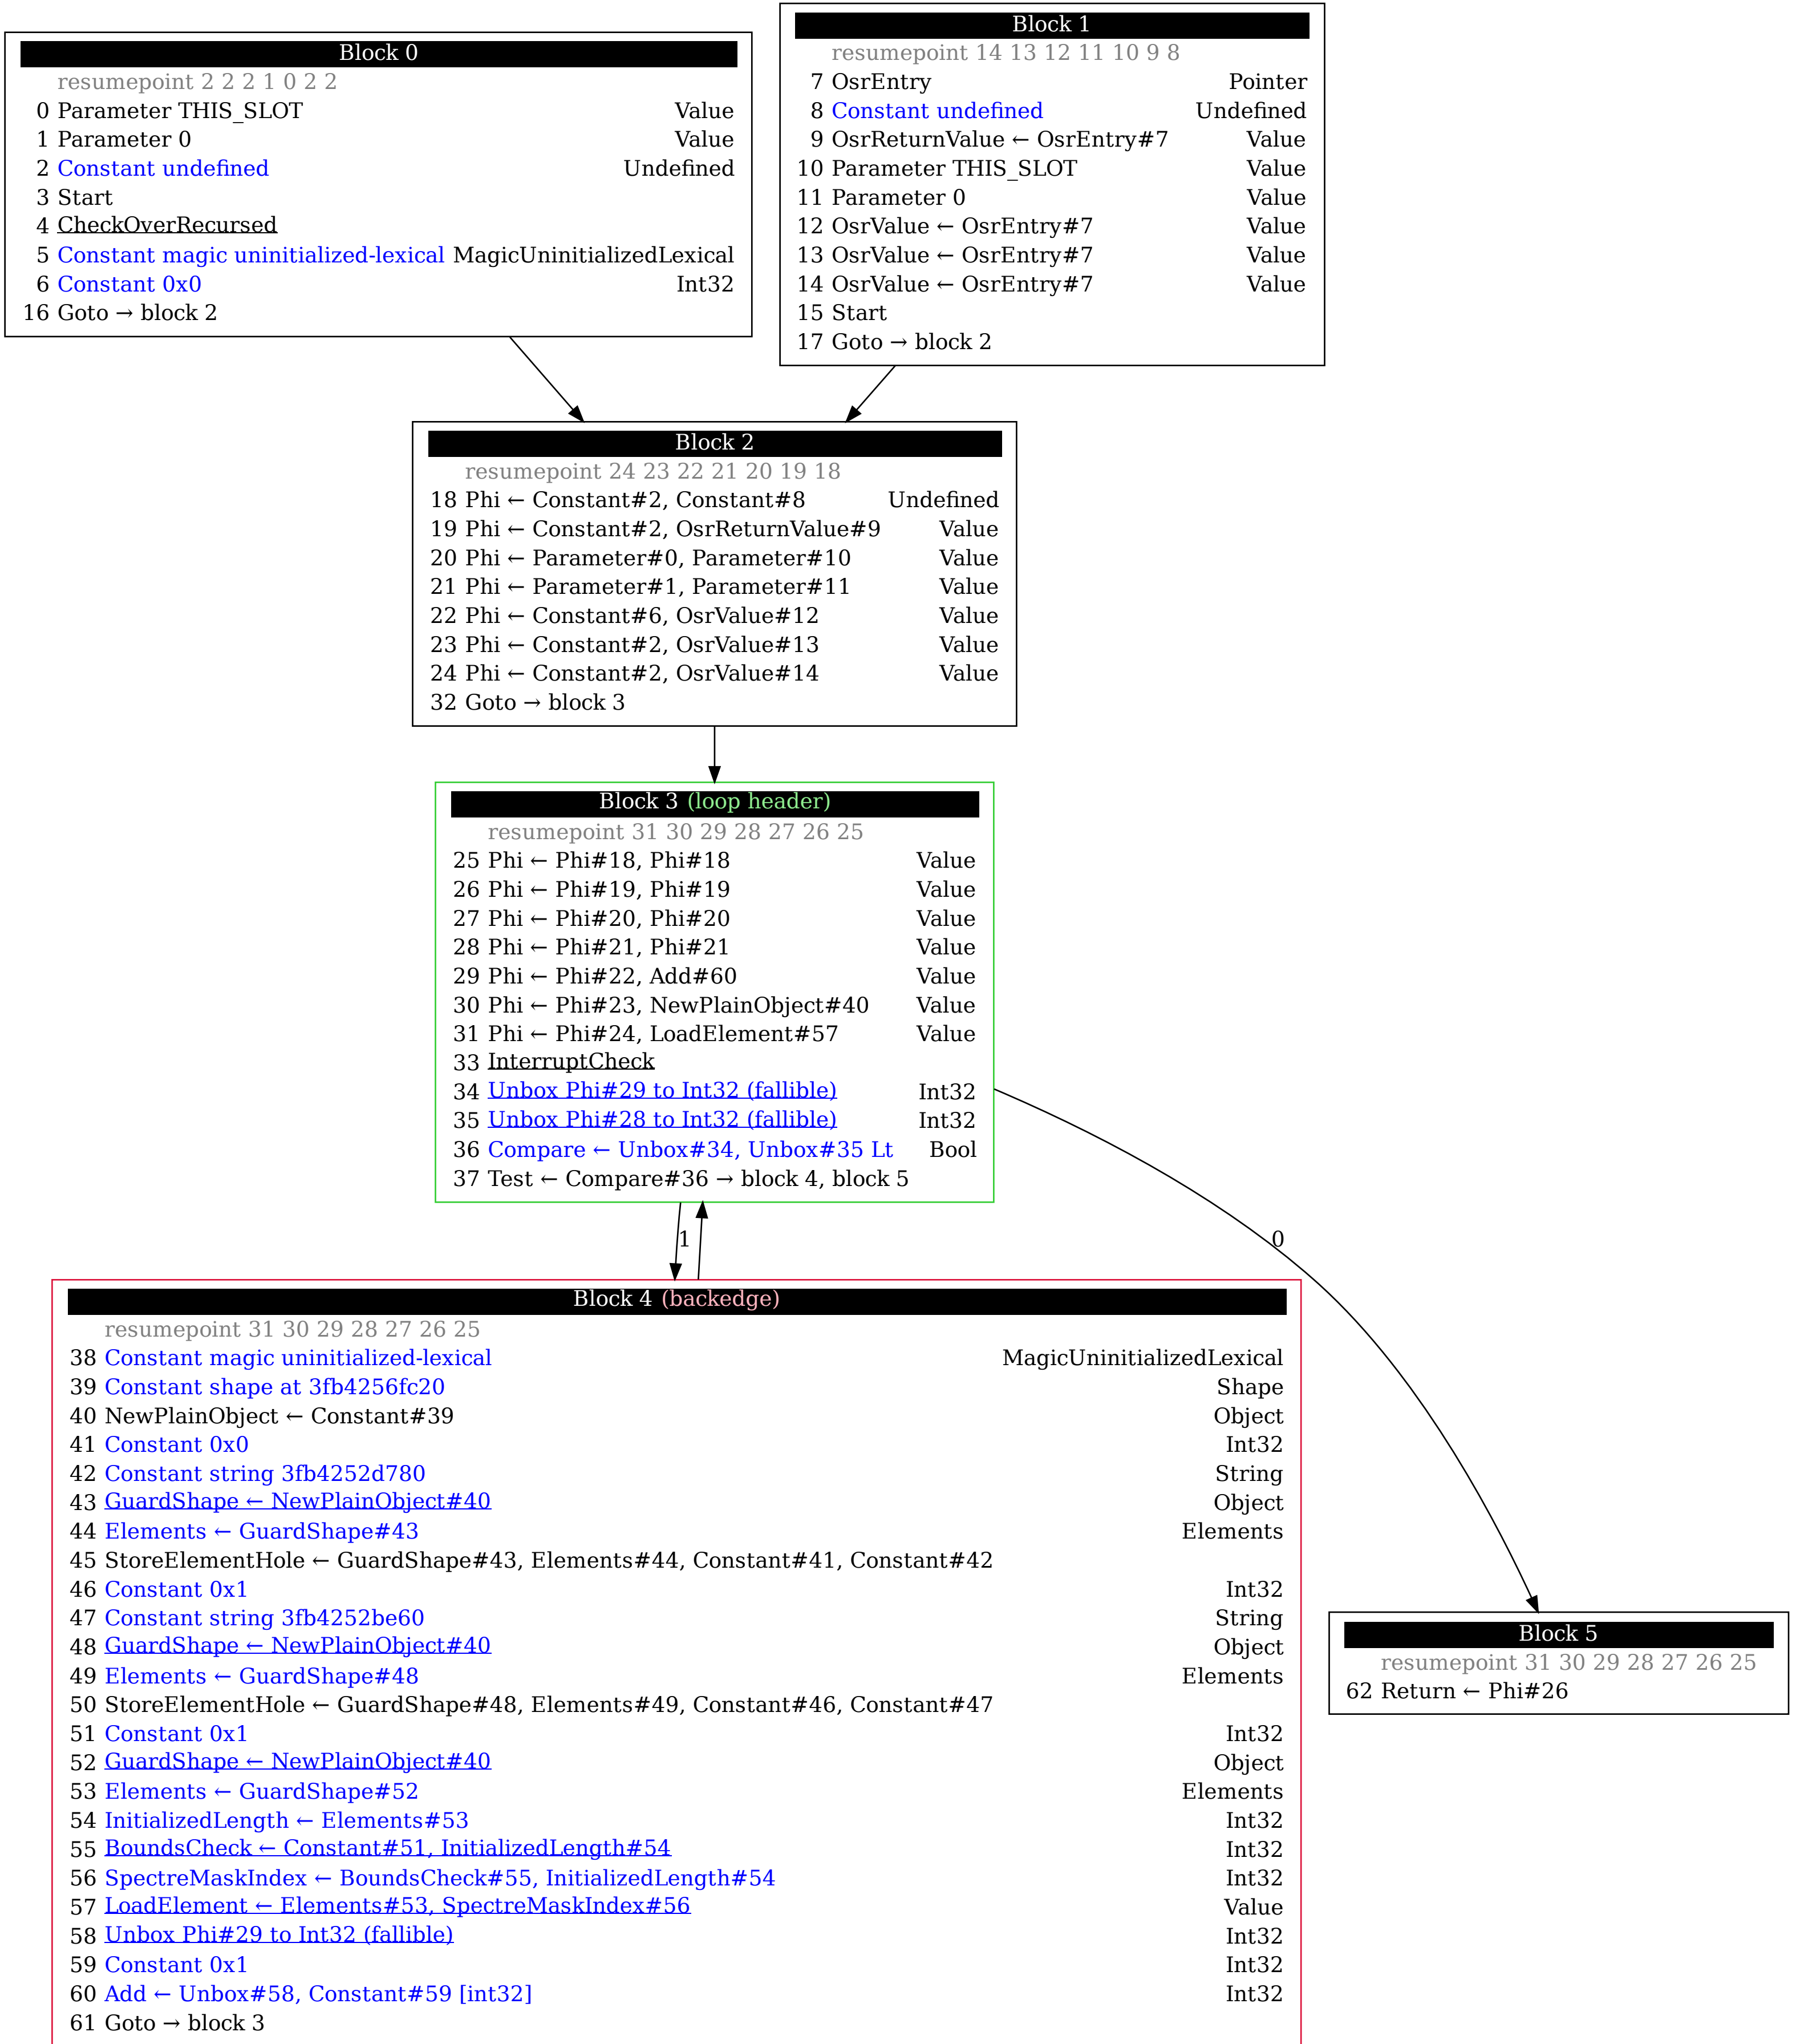 Block 0
resumepoint 2 2 2 1 0 2 2
0 Parameter THIS_SLOT Value
1 Parameter 0 Value
2 Constant undefined Undefined
3 Start
4 CheckOverRecursed
5 Constant magic uninitialized-lexical MagicUninitializedLexical
6 Constant 0x0 Int32
16 Goto → block 2
Block 1
resumepoint 14 13 12 11 10 9 8
7 OsrEntry Pointer
8 Constant undefined Undefined
9 OsrReturnValue ← OsrEntry#7 Value
10 Parameter THIS_SLOT Value
11 Parameter 0 Value
12 OsrValue ← OsrEntry#7 Value
13 OsrValue ← OsrEntry#7 Value
14 OsrValue ← OsrEntry#7 Value
15 Start
17 Goto → block 2
Block 2
resumepoint 24 23 22 21 20 19 18
18 Phi ← Constant#2, Constant#8 Undefined
19 Phi ← Constant#2, OsrReturnValue#9 Value
20 Phi ← Parameter#0, Parameter#10 Value
21 Phi ← Parameter#1, Parameter#11 Value
22 Phi ← Constant#6, OsrValue#12 Value
23 Phi ← Constant#2, OsrValue#13 Value
24 Phi ← Constant#2, OsrValue#14 Value
32 Goto → block 3
Block 3 (loop header)
resumepoint 31 30 29 28 27 26 25
25 Phi ← Phi#18, Phi#18 Value
26 Phi ← Phi#19, Phi#19 Value
27 Phi ← Phi#20, Phi#20 Value
28 Phi ← Phi#21, Phi#21 Value
29 Phi ← Phi#22, Add#60 Value
30 Phi ← Phi#23, NewPlainObject#40 Value
31 Phi ← Phi#24, LoadElement#57 Value
33 InterruptCheck
34 Unbox Phi#29 to Int32 (fallible) Int32
35 Unbox Phi#28 to Int32 (fallible) Int32
36 Compare ← Unbox#34, Unbox#35 Lt Bool
37 Test ← Compare#36 → block 4, block 5
1
0
Block 4 (backedge)
resumepoint 31 30 29 28 27 26 25
38 Constant magic uninitialized-lexical MagicUninitializedLexical
39 Constant shape at 3fb4256fc20 Shape
40 NewPlainObject ← Constant#39 Object
41 Constant 0x0 Int32
42 Constant string 3fb4252d780 String
43 GuardShape ← NewPlainObject#40 Object
44 Elements ← GuardShape#43 Elements
45 StoreElementHole ← GuardShape#43, Elements#44, Constant#41, Constant#42
46 Constant 0x1 Int32
47 Constant string 3fb4252be60 String
48 GuardShape ← NewPlainObject#40 Object
49 Elements ← GuardShape#48 Elements
50 StoreElementHole ← GuardShape#48, Elements#49, Constant#46, Constant#47
51 Constant 0x1 Int32
52 GuardShape ← NewPlainObject#40 Object
53 Elements ← GuardShape#52 Elements
54 InitializedLength ← Elements#53 Int32
55 BoundsCheck ← Constant#51, InitializedLength#54 Int32
56 SpectreMaskIndex ← BoundsCheck#55, InitializedLength#54 Int32
57 LoadElement ← Elements#53, SpectreMaskIndex#56 Value
58 Unbox Phi#29 to Int32 (fallible) Int32
59 Constant 0x1 Int32
60 Add ← Unbox#58, Constant#59 [int32] Int32
61 Goto → block 3
Block 5
resumepoint 31 30 29 28 27 26 25
62 Return ← Phi#26